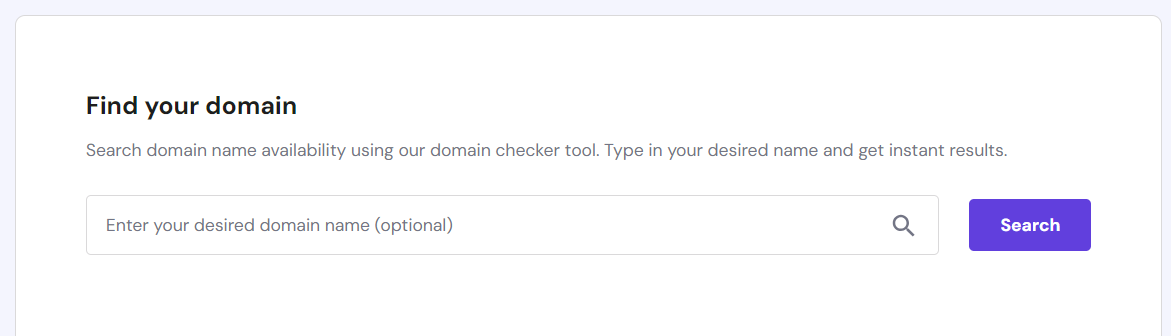 Find your domain
Search domain name availability using our domain checker tool. Type in your desired name and get instant results.
Enter your desired domain name (optional)
Search